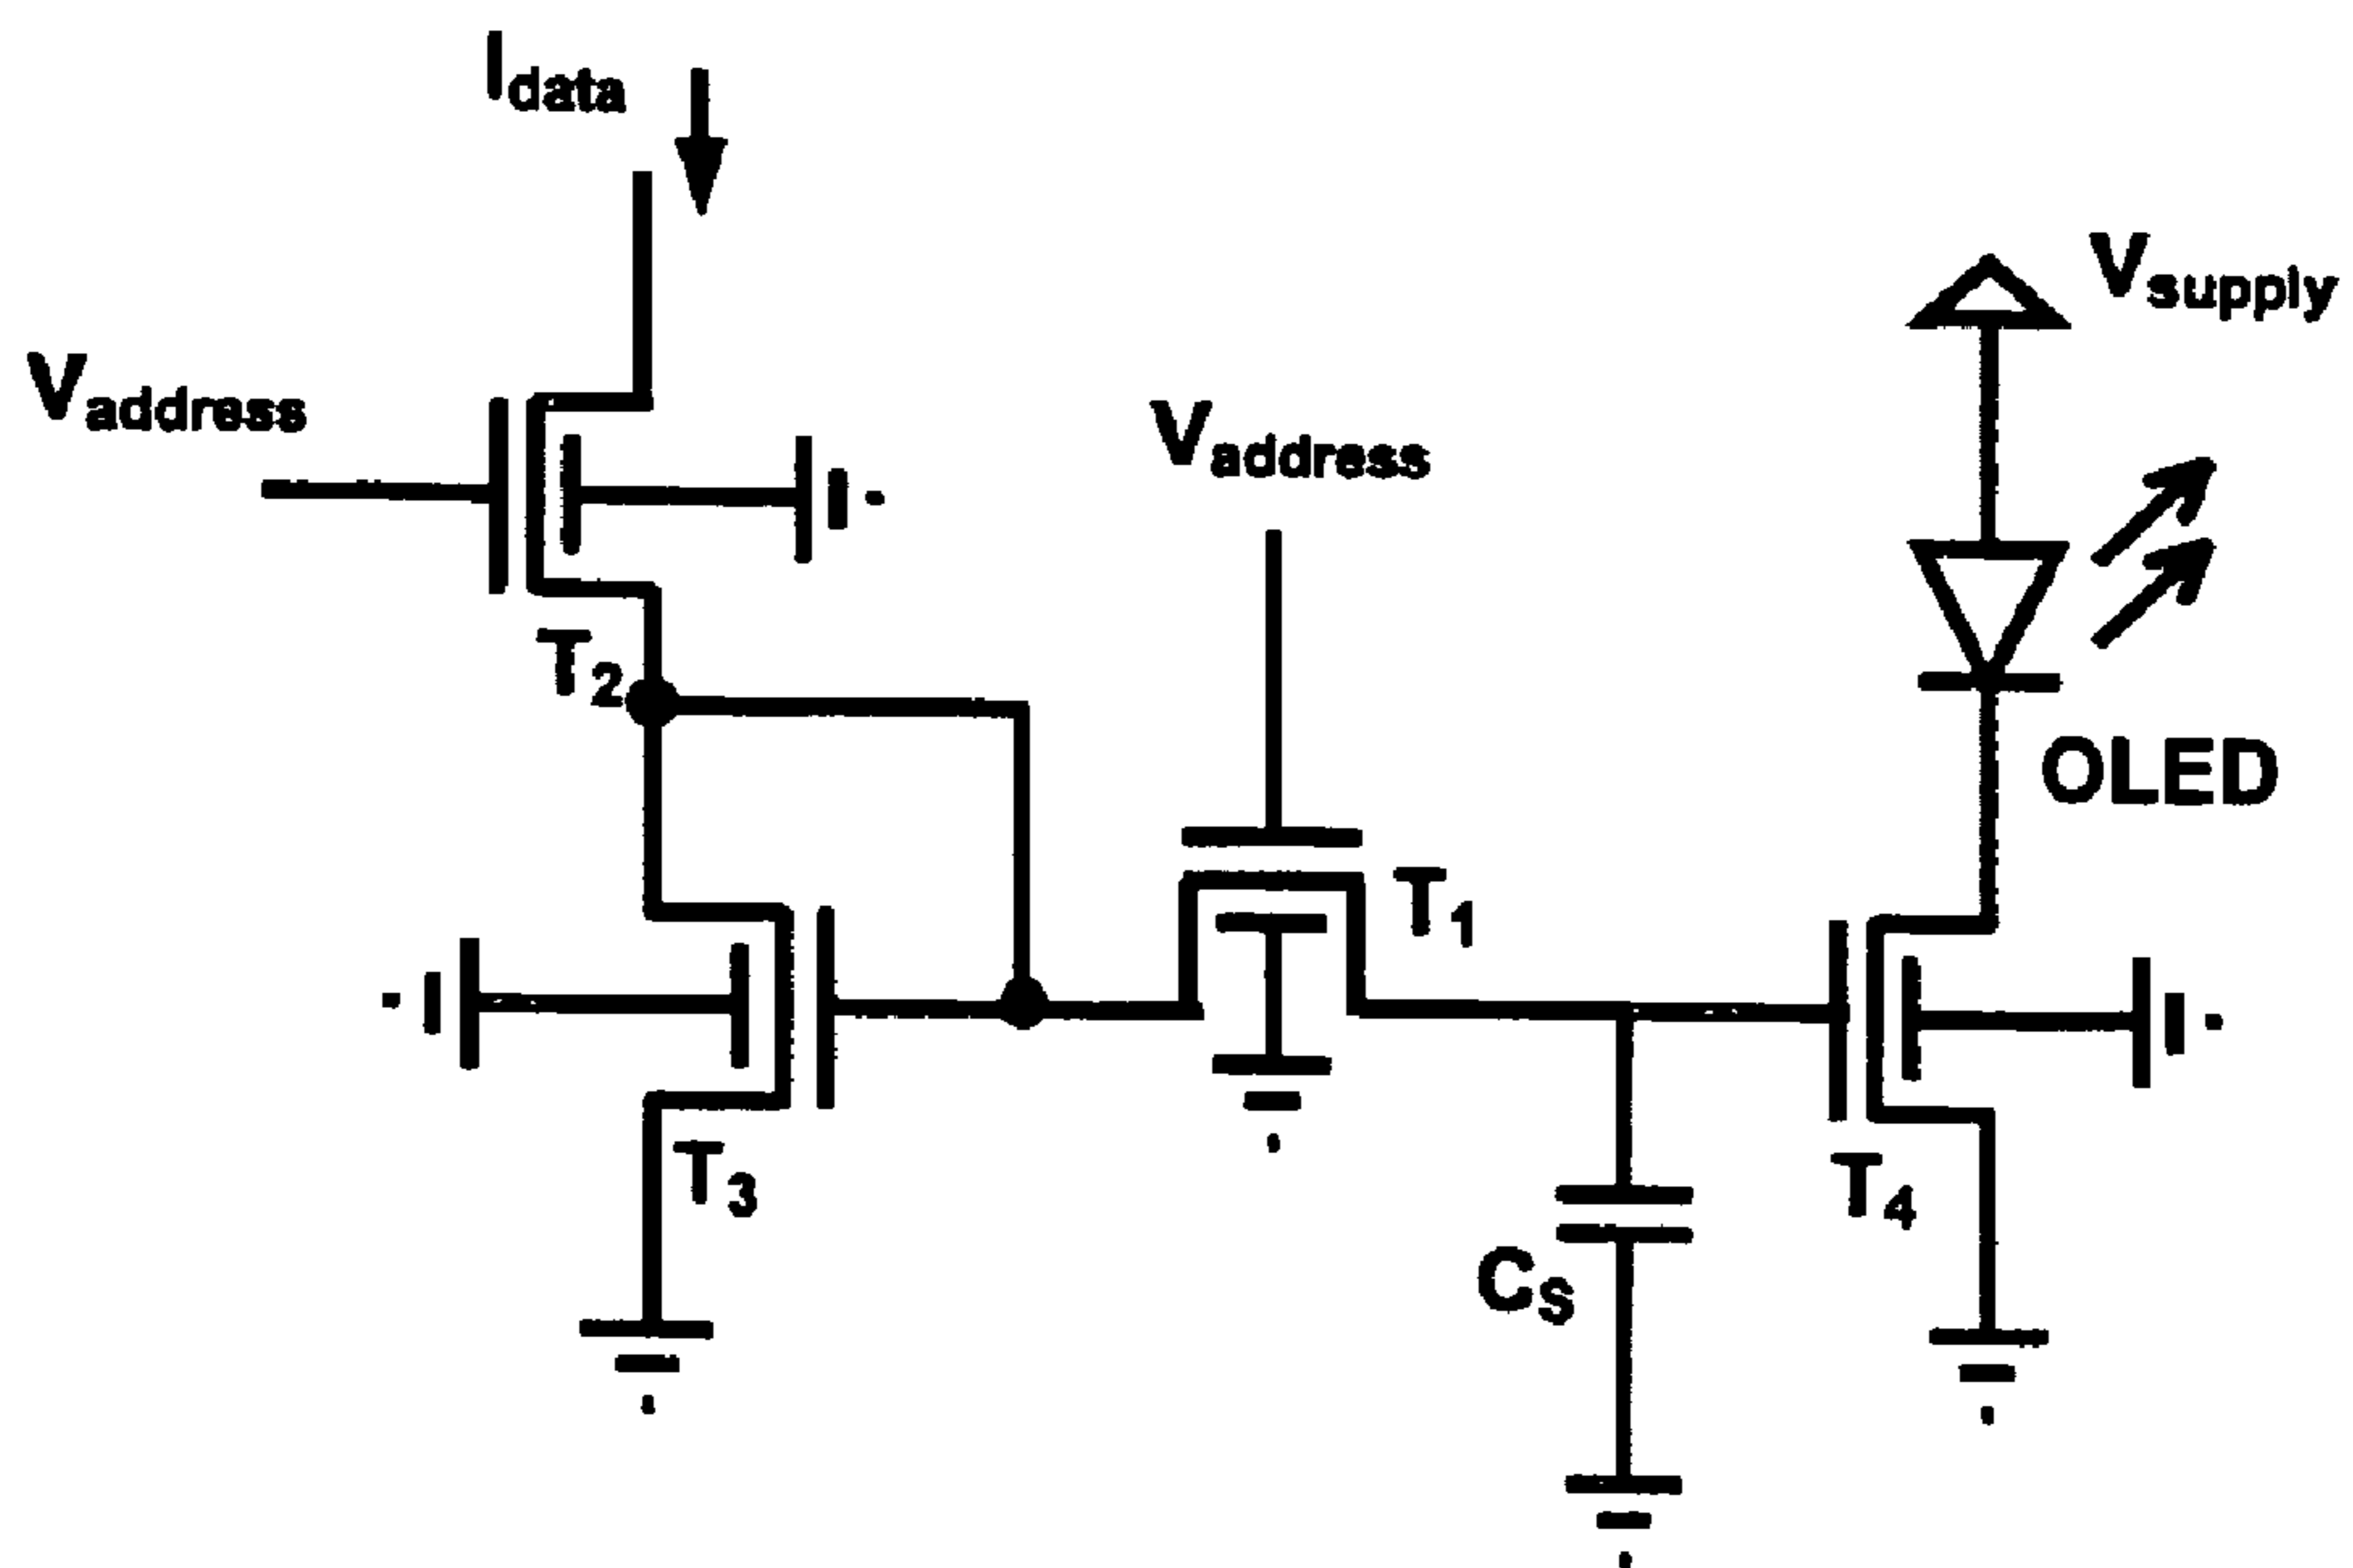 Idata
Vsupply
Vaddress
Vaddress
T2
OLED
T1
T3
T4
CS